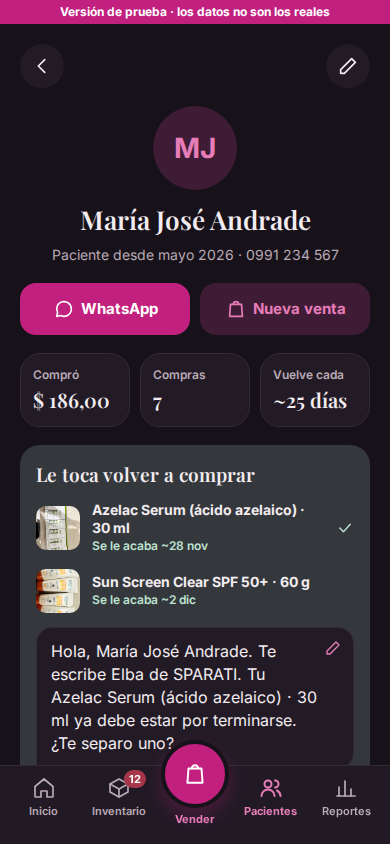 Versión de prueba · los datos no son los reales
MJ
María José Andrade
Paciente desde mayo 2026 · 0991 234 567
WhatsApp
Nueva venta
Compró
$ 186,00
Compras
7
Vuelve cada
~25 días
Le toca volver a comprar
Azelac Serum (ácido azelaico) ·
30 ml
Se le acaba ~28 nov
Sun Screen Clear SPF 50+ · 60 g
Se le acaba ~2 dic
Hola, María José Andrade. Te
escribe Elba de SPARATI. Tu
Azelac Serum (ácido azelaico) · 30
ml ya debe estar por terminarse.
¿Te separo uno?
Inicio
12
Inventario
Vender
Pacientes
Reportes